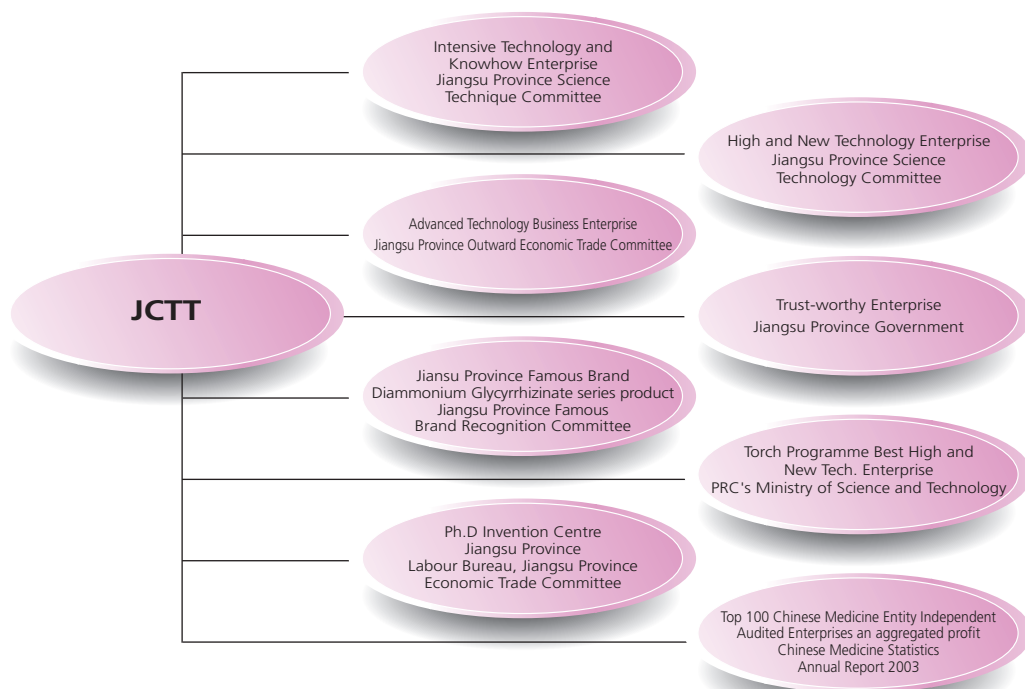 Intensive Technology and
Knowhow Enterprise
Jiangsu Province Science
Technique Committee
High and New Technology Enterprise
Jiangsu Province Science
Technology Committee
Advanced Technology Business Enterprise
Jiangsu Province Outward Economic Trade Committee
JCTT
Trust-worthy Enterprise
Jiangsu Province Government
Jiansu Province Famous Brand
Diammonium Glycyrrhizinate series product
Jiangsu Province Famous
Brand Recognition Committee
Torch Programme Best High and
New Tech. Enterprise
PRC's Ministry of Science and Technology
Ph.D Invention Centre
Jiangsu Province
Labour Bureau, Jiangsu Province
Economic Trade Committee
Top 100 Chinese Medicine Entity Independent
Audited Enterprises an aggregated profit
Chinese Medicine Statistics
Annual Report 2003